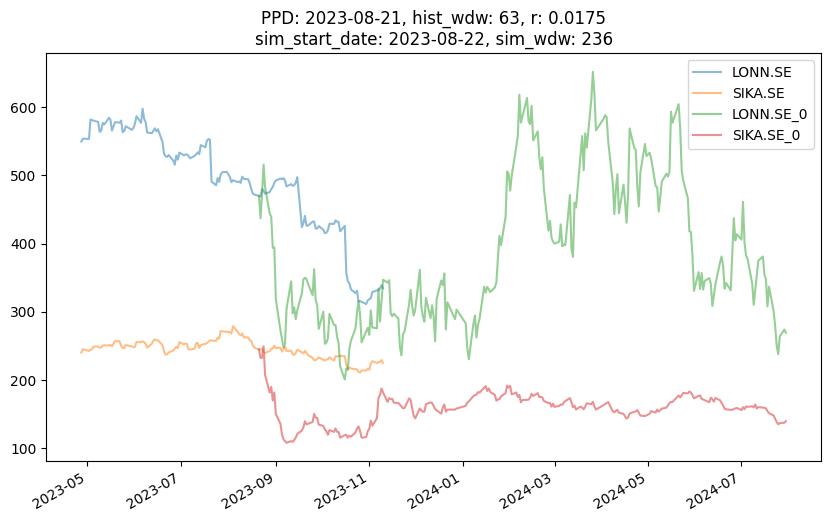 PPD: 2023-08-21, hist_wdw: 63, r: 0.0175
sim_start_date: 2023-08-22, sim_wdw: 236
LONN.SE
SIKA.SE
LONN.SE_0
SIKA.SE_0
600
500
400
300
200
100
2023-05
2023-07
2023-09
2023-11
2024-01
2024-03
2024-05
2024-07